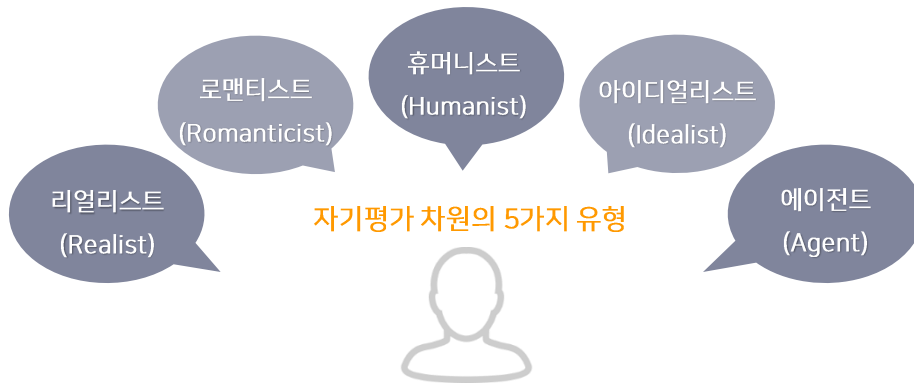 리얼리스트
(Realist)
로맨티스트
(Romanticist)
휴머니스트
(Humanist)
아이디얼리스트
(Idealist)
에이전트
(Agent)
자기평가 차원의 5가지 유형